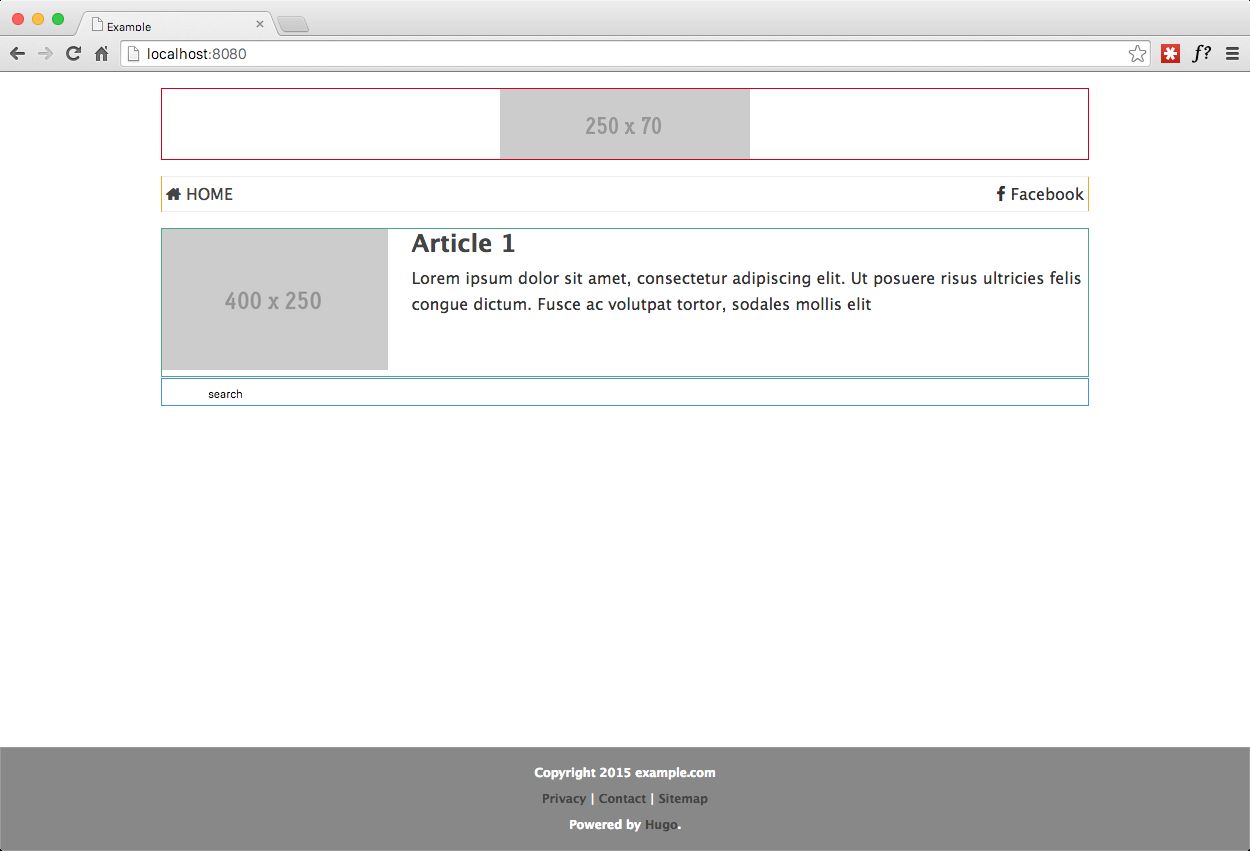 Example
localhost:8080
f?
250 x 70
HOME
Facebook
400 x 250
Article 1
Lorem ipsum dolor sit amet, consectetur adipiscing elit. Ut posuere risus ultricies felis
congue dictum. Fusce ac volutpat tortor, sodales mollis elit
search
Copyright 2015 example.com
Privacy | Contact | Sitemap
Powered by Hugo.